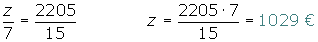 z/7 = 2205/15    z = 2205·7/15 = 1029 €